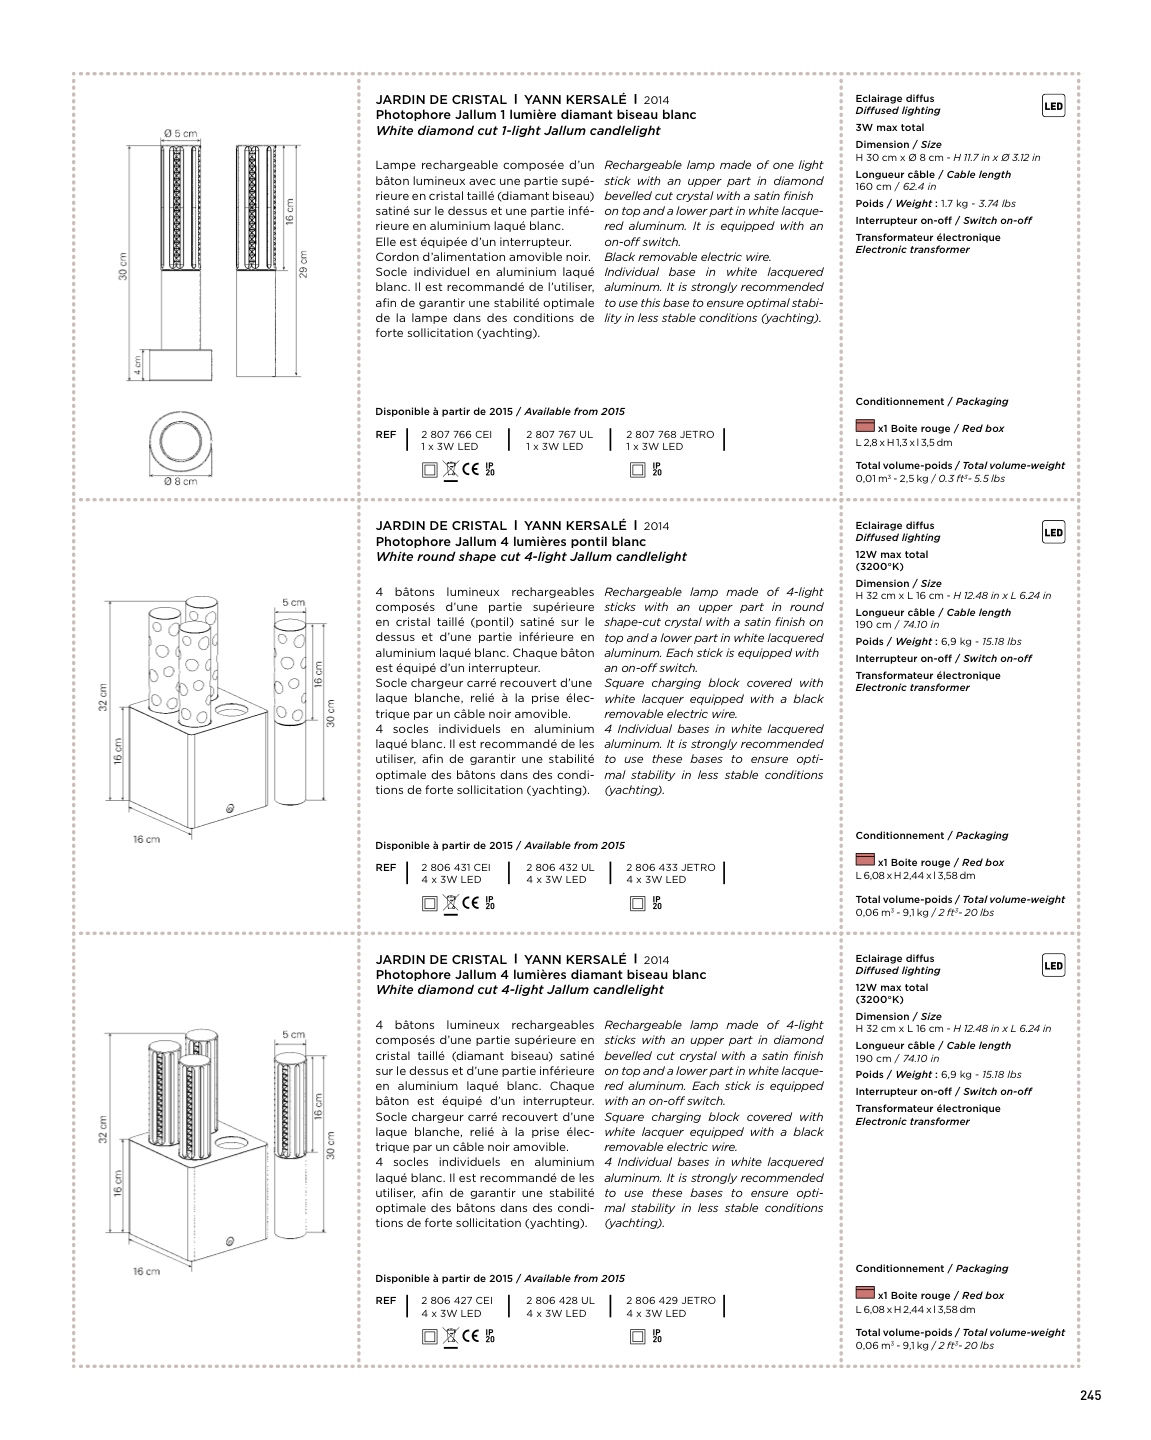 JARDIN DE CRISTAL I YANN KERSALÉ I 2014
Photophore Jallum 1 lumière diamant biseau blanc
White diamond cut 1-light Jallum candlelight
Ø 5 cm
30 cm
16 cm
29 cm
4 cm
Ø 8 cm
Lampe rechargeable composée d'un
bâton lumineux avec une partie supé-
rieure en cristal taillé (diamant biseau)
satiné sur le dessus et une partie infé-
rieure en aluminium laqué blanc.
Elle est équipée d'un interrupteur.
Cordon d'alimentation amovible noir.
Socle individuel en aluminium laqué
blanc. Il est recommandé de l'utiliser,
afin de garantir une stabilité optimale
de la lampe dans des conditions de
forte sollicitation (yachting).
Rechargeable lamp made of one light
stick with an upper part in diamond
bevelled cut crystal with a satin finish
on top and a lower part in white lacque-
red aluminum. It is equipped with an
on-off switch.
Black removable electric wire.
Individual base in white lacquered
aluminum. It is strongly recommended
to use this base to ensure optimal stabi-
lity in less stable conditions (yachting).
Disponible à partir de 2015 / Available from 2015
REF 2 807 766 CEI 2 807 767 UL 2 807 768 JETRO
1 x 3W LED 1 x 3W LED 1 x 3W LED
CE IP 20 IP 20
Eclairage diffus
Diffused lighting
LED
3W max total
Dimension / Size
H 30 cm x Ø 8 cm - H 11.7 in x Ø 3.12 in
Longueur câble / Cable length
160 cm / 62.4 in
Poids / Weight : 1.7 kg - 3.74 lbs
Interrupteur on-off / Switch on-off
Transformateur électronique
Electronic transformer
Conditionnement / Packaging
x1 Boite rouge / Red box
L 2,8 x H 1,3 x l 3,5 dm
Total volume-poids / Total volume-weight
0,01 m³ - 2,5 kg / 0.3 ft³- 5.5 lbs
JARDIN DE CRISTAL I YANN KERSALÉ I 2014
Photophore Jallum 4 lumières pontil blanc
White round shape cut 4-light Jallum candlelight
5 cm
32 cm
16 cm
16 cm
30 cm
16 cm
4 bâtons lumineux rechargeables
composés d'une partie supérieure
en cristal taillé (pontil) satiné sur le
dessus et d'une partie inférieure en
aluminium laqué blanc. Chaque bâton
est équipé d'un interrupteur.
Socle chargeur carré recouvert d'une
laque blanche, relié à la prise élec-
trique par un câble noir amovible.
4 socles individuels en aluminium
laqué blanc. Il est recommandé de les
utiliser, afin de garantir une stabilité
optimale des bâtons dans des condi-
tions de forte sollicitation (yachting).
Rechargeable lamp made of 4-light
sticks with an upper part in round
shape-cut crystal with a satin finish on
top and a lower part in white lacquered
aluminum. Each stick is equipped with
an on-off switch.
Square charging block covered with
white lacquer equipped with a black
removable electric wire.
4 Individual bases in white lacquered
aluminum. It is strongly recommended
to use these bases to ensure opti-
mal stability in less stable conditions
(yachting).
Disponible à partir de 2015 / Available from 2015
REF 2 806 431 CEI 2 806 432 UL 2 806 433 JETRO
4 x 3W LED 4 x 3W LED 4 x 3W LED
CE IP 20 IP 20
Eclairage diffus
Diffused lighting
LED
12W max total
(3200°K)
Dimension / Size
H 32 cm x L 16 cm - H 12.48 in x L 6.24 in
Longueur câble / Cable length
190 cm / 74.10 in
Poids / Weight : 6,9 kg - 15.18 lbs
Interrupteur on-off / Switch on-off
Transformateur électronique
Electronic transformer
Conditionnement / Packaging
x1 Boite rouge / Red box
L 6,08 x H 2,44 x l 3,58 dm
Total volume-poids / Total volume-weight
0,06 m³ - 9,1 kg / 2 ft³- 20 lbs
JARDIN DE CRISTAL I YANN KERSALÉ I 2014
Photophore Jallum 4 lumières diamant biseau blanc
White diamond cut 4-light Jallum candlelight
5 cm
32 cm
16 cm
16 cm
30 cm
16 cm
4 bâtons lumineux rechargeables
composés d'une partie supérieure en
cristal taillé (diamant biseau) satiné
sur le dessus et d'une partie inférieure
en aluminium laqué blanc. Chaque
bâton est équipé d'un interrupteur.
Socle chargeur carré recouvert d'une
laque blanche, relié à la prise élec-
trique par un câble noir amovible.
4 socles individuels en aluminium
laqué blanc. Il est recommandé de les
utiliser, afin de garantir une stabilité
optimale des bâtons dans des condi-
tions de forte sollicitation (yachting).
Rechargeable lamp made of 4-light
sticks with an upper part in diamond
bevelled cut crystal with a satin finish
on top and a lower part in white lacque-
red aluminum. Each stick is equipped
with an on-off switch.
Square charging block covered with
white lacquer equipped with a black
removable electric wire.
4 Individual bases in white lacquered
aluminum. It is strongly recommended
to use these bases to ensure opti-
mal stability in less stable conditions
(yachting).
Disponible à partir de 2015 / Available from 2015
REF 2 806 427 CEI 2 806 428 UL 2 806 429 JETRO
4 x 3W LED 4 x 3W LED 4 x 3W LED
CE IP 20 IP 20
Eclairage diffus
Diffused lighting
LED
12W max total
(3200°K)
Dimension / Size
H 32 cm x L 16 cm - H 12.48 in x L 6.24 in
Longueur câble / Cable length
190 cm / 74.10 in
Poids / Weight : 6,9 kg - 15.18 lbs
Interrupteur on-off / Switch on-off
Transformateur électronique
Electronic transformer
Conditionnement / Packaging
x1 Boite rouge / Red box
L 6,08 x H 2,44 x l 3,58 dm
Total volume-poids / Total volume-weight
0,06 m³ - 9,1 kg / 2 ft³- 20 lbs
245